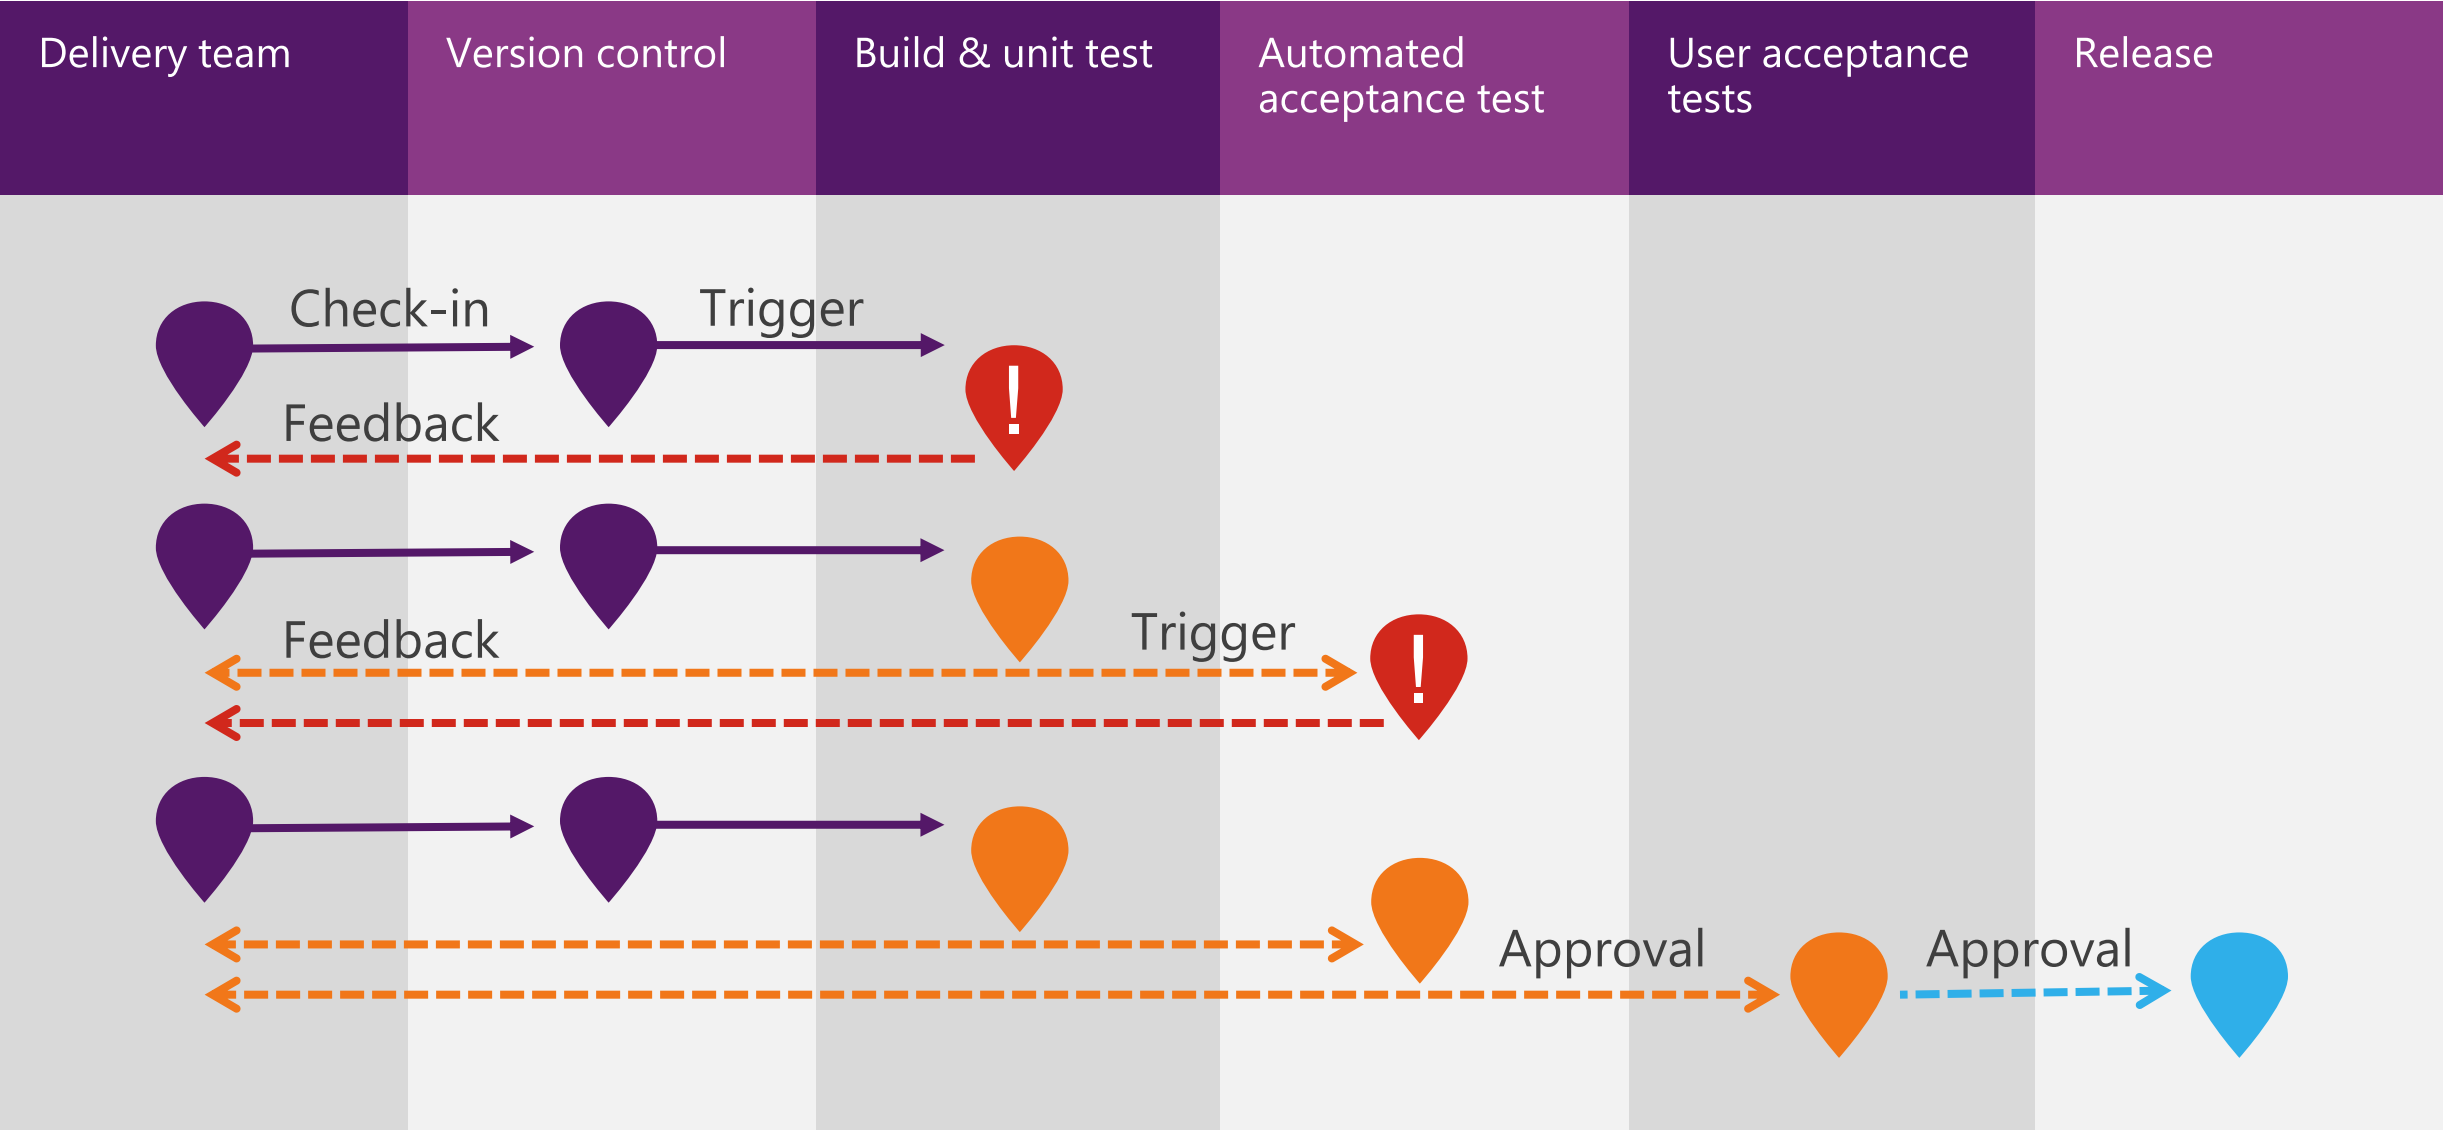 Delivery team
Version control
Build & unit test
Automated
acceptance test
User acceptance
tests
Release
Check-in
Trigger
!
Feedback
Feedback
Trigger
!
Approval
Approval